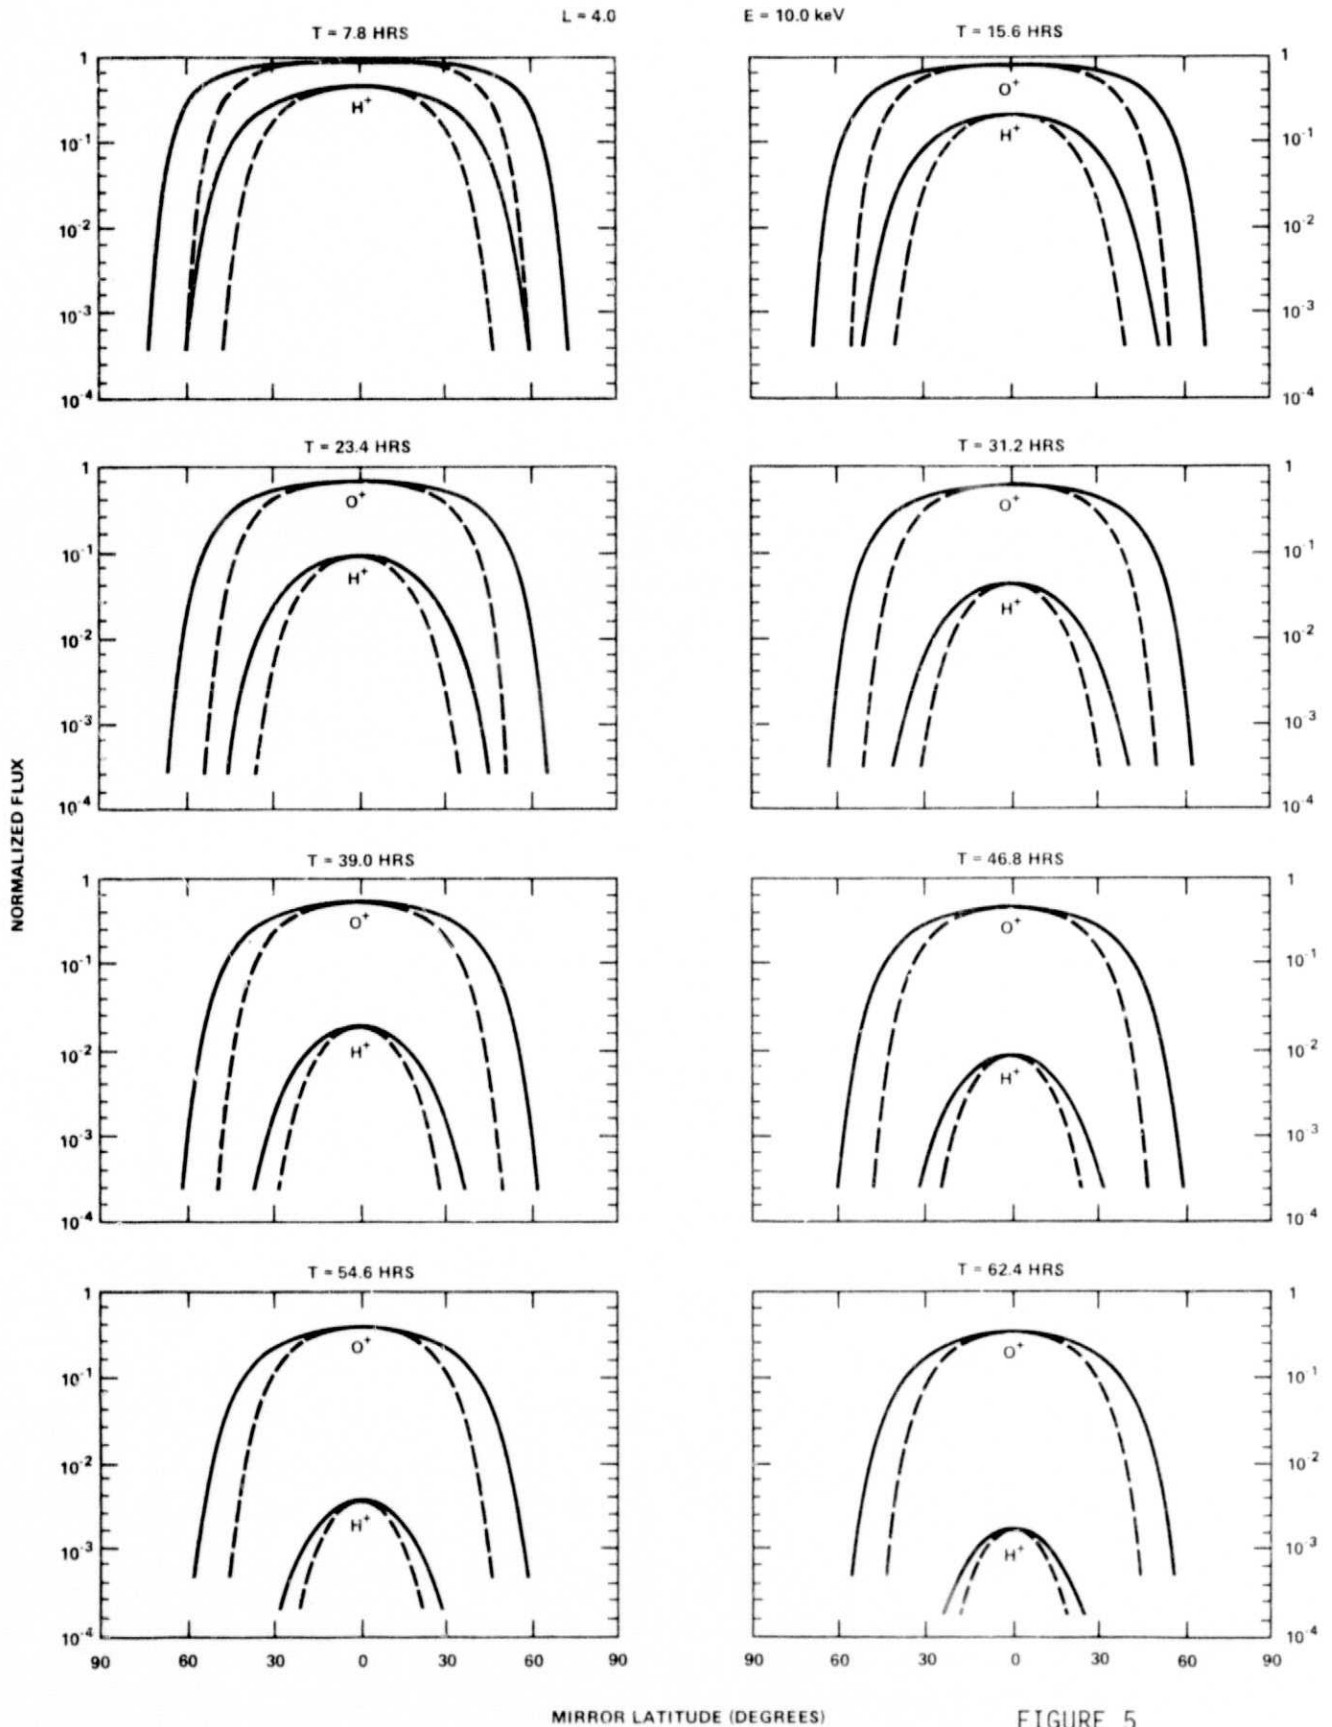 L = 4.0 E = 10.0 keV
T = 7.8 HRS T = 15.6 HRS
1 10⁻¹ 10⁻² 10⁻³ 10⁻⁴
H⁺
O⁺
H⁺
1 10⁻¹ 10⁻² 10⁻³ 10⁻⁴
T = 23.4 HRS T = 31.2 HRS
1 10⁻¹ 10⁻² 10⁻³ 10⁻⁴
O⁺
H⁺
O⁺
H⁺
1 10⁻¹ 10⁻² 10⁻³ 10⁻⁴
NORMALIZED FLUX
T = 39.0 HRS T = 46.8 HRS
1 10⁻¹ 10⁻² 10⁻³ 10⁻⁴
O⁺
H⁺
O⁺
H⁺
1 10⁻¹ 10⁻² 10⁻³ 10⁻⁴
T = 54.6 HRS T = 62.4 HRS
1 10⁻¹ 10⁻² 10⁻³ 10⁻⁴
O⁺
H⁺
O⁺
H⁺
1 10⁻¹ 10⁻² 10⁻³ 10⁻⁴
90 60 30 0 30 60 90 90 60 30 0 30 60 90
MIRROR LATITUDE (DEGREES)
FIGURE 5